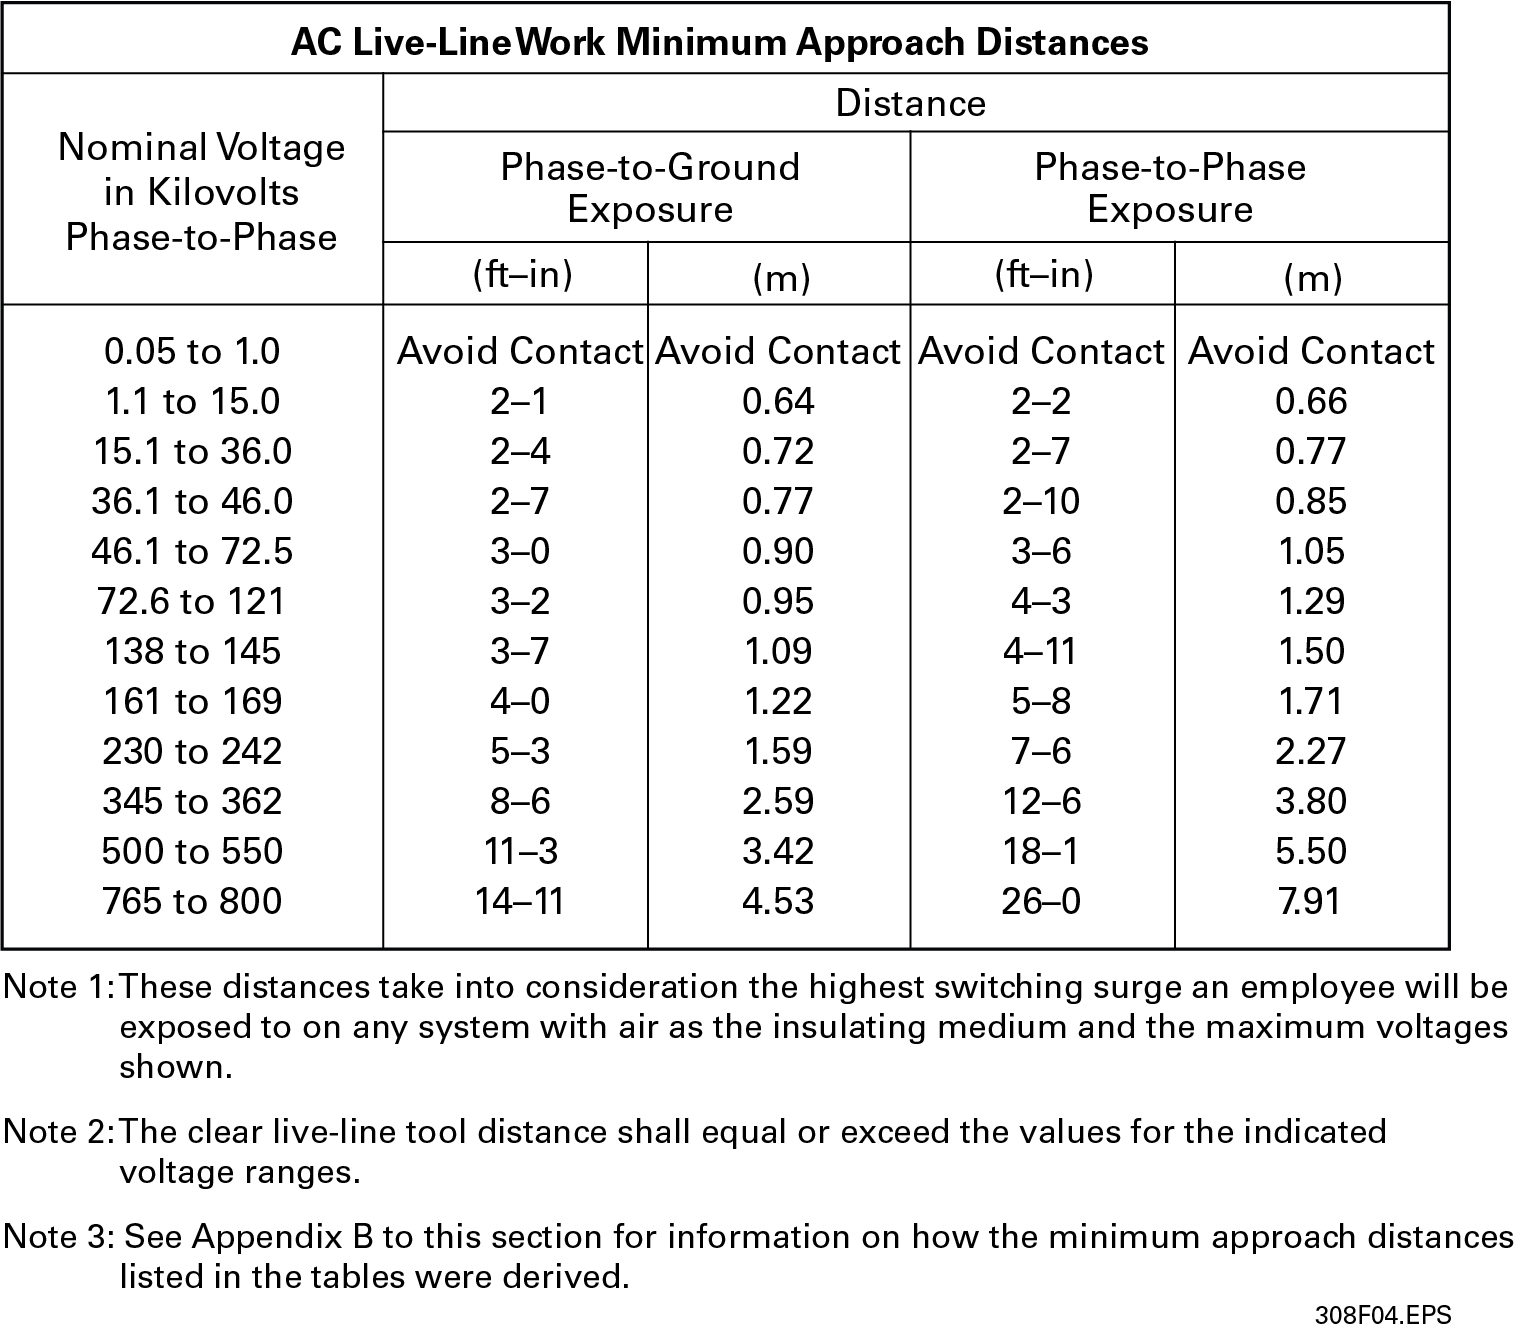 AC Live-Line Work Minimum Approach Distances
Nominal Voltage
in Kilovolts
Phase-to-Phase
Distance
Phase-to-Ground
Exposure
Phase-to-Phase
Exposure
(ft–in) (m) (ft–in) (m)
0.05 to 1.0 Avoid Contact Avoid Contact Avoid Contact Avoid Contact
1.1 to 15.0 2–1 0.64 2–2 0.66
15.1 to 36.0 2–4 0.72 2–7 0.77
36.1 to 46.0 2–7 0.77 2–10 0.85
46.1 to 72.5 3–0 0.90 3–6 1.05
72.6 to 121 3–2 0.95 4–3 1.29
138 to 145 3–7 1.09 4–11 1.50
161 to 169 4–0 1.22 5–8 1.71
230 to 242 5–3 1.59 7–6 2.27
345 to 362 8–6 2.59 12–6 3.80
500 to 550 11–3 3.42 18–1 5.50
765 to 800 14–11 4.53 26–0 7.91
Note 1: These distances take into consideration the highest switching surge an employee will be
exposed to on any system with air as the insulating medium and the maximum voltages
shown.
Note 2: The clear live-line tool distance shall equal or exceed the values for the indicated
voltage ranges.
Note 3: See Appendix B to this section for information on how the minimum approach distances
listed in the tables were derived.
308F04.EPS